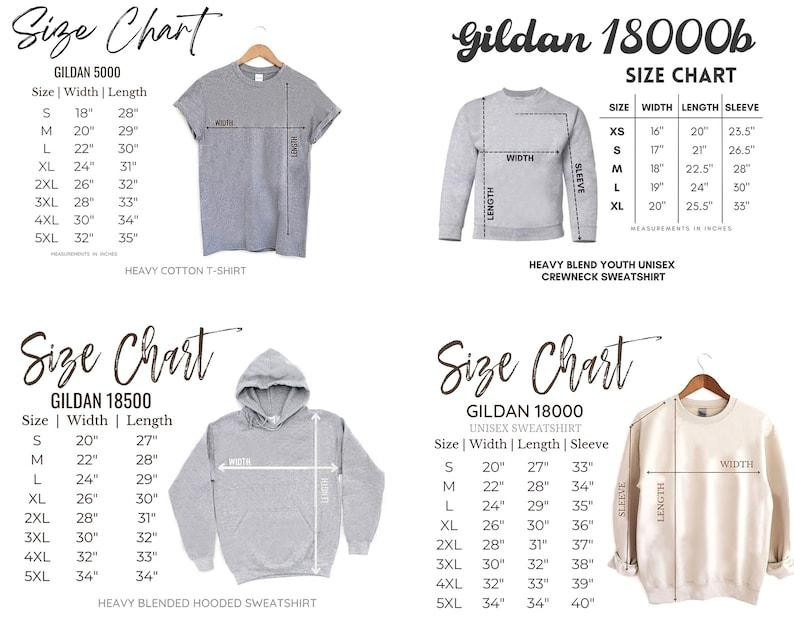 Size Chart
GILDAN 5000
Size | Width | Length
S 18" 28"
M 20" 29"
L 22" 30"
XL 24" 31"
2XL 26" 32"
3XL 28" 33"
4XL 30" 34"
5XL 32" 35"
MEASUREMENTS IN INCHES
WIDTH
LENGTH
HEAVY COTTON T-SHIRT
Gildan 18000b
SIZE CHART
SIZE WIDTH LENGTH SLEEVE
XS 16" 20" 23.5"
S 17" 21" 26.5"
M 18" 22.5" 28"
L 19" 24" 30"
XL 20" 25.5" 33"
MEASUREMENTS IN INCHES
WIDTH
LENGTH
SLEEVE
HEAVY BLEND YOUTH UNISEX
CREWNECK SWEATSHIRT
Size Chart
GILDAN 18500
Size | Width | Length
S 20" 27"
M 22" 28"
L 24" 29"
XL 26" 30"
2XL 28" 31"
3XL 30" 32"
4XL 32" 33"
5XL 34" 34"
WIDTH
LENGTH
HEAVY BLENDED HOODED SWEATSHIRT
Size Chart
GILDAN 18000
UNISEX SWEATSHIRT
Size | Width | Length | Sleeve
S 20" 27" 33"
M 22" 28" 34"
L 24" 29" 35"
XL 26" 30" 36"
2XL 28" 31" 37"
3XL 30" 32" 38"
4XL 32" 33" 39"
5XL 34" 34" 40"
WIDTH
SLEEVE
LENGTH